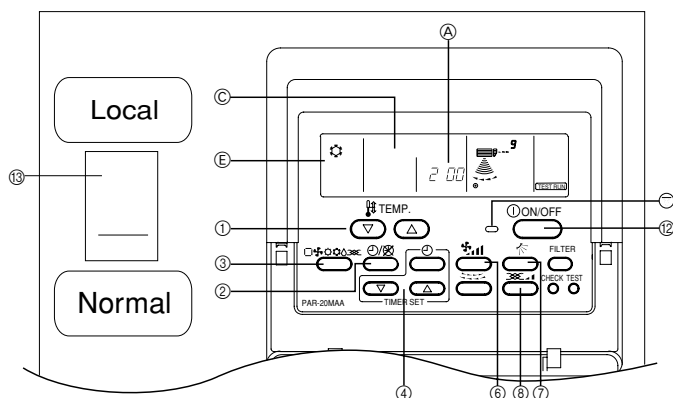 Ⓐ
Ⓒ
Local
g
Ⓔ
2 00
⑬
TEST RUN
TEMP.
ON/OFF
①
⑫
FILTER
③
②
CHECK TEST
Normal
PAR-20MAA
TIMER SET
④
⑥
⑧
⑦